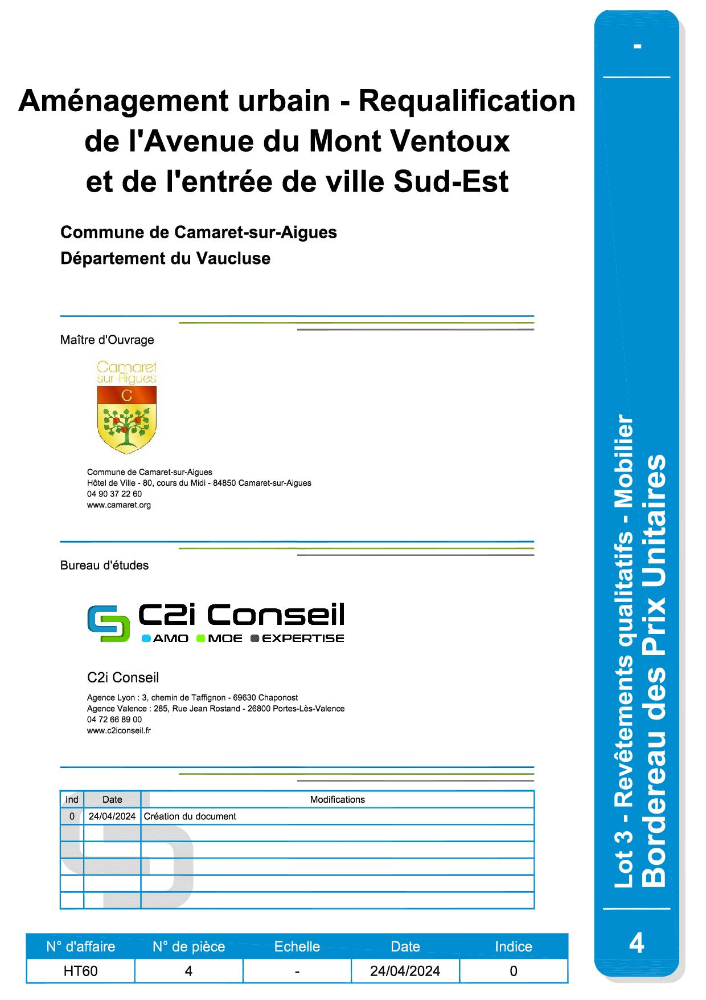 Aménagement urbain - Requalification
de l'Avenue du Mont Ventoux
et de l'entrée de ville Sud-Est
Commune de Camaret-sur-Aigues
Département du Vaucluse
Maître d'Ouvrage
Camaret
sur-Aigues
C
Commune de Camaret-sur-Aigues
Hôtel de Ville - 80, cours du Midi - 84850 Camaret-sur-Aigues
04 90 37 22 60
www.camaret.org
Bureau d'études
C2i Conseil
AMO MOE EXPERTISE
C2i Conseil
Agence Lyon : 3, chemin de Taffignon - 69630 Chaponost
Agence Valence : 285, Rue Jean Rostand - 26800 Portes-Lès-Valence
04 72 66 89 00
www.c2iconseil.fr
Ind Date Modifications
0 24/04/2024 Création du document
N° d'affaire N° de pièce Echelle Date Indice
HT60 4 - 24/04/2024 0
-
Lot 3 - Revêtements qualitatifs - Mobilier
Bordereau des Prix Unitaires
4